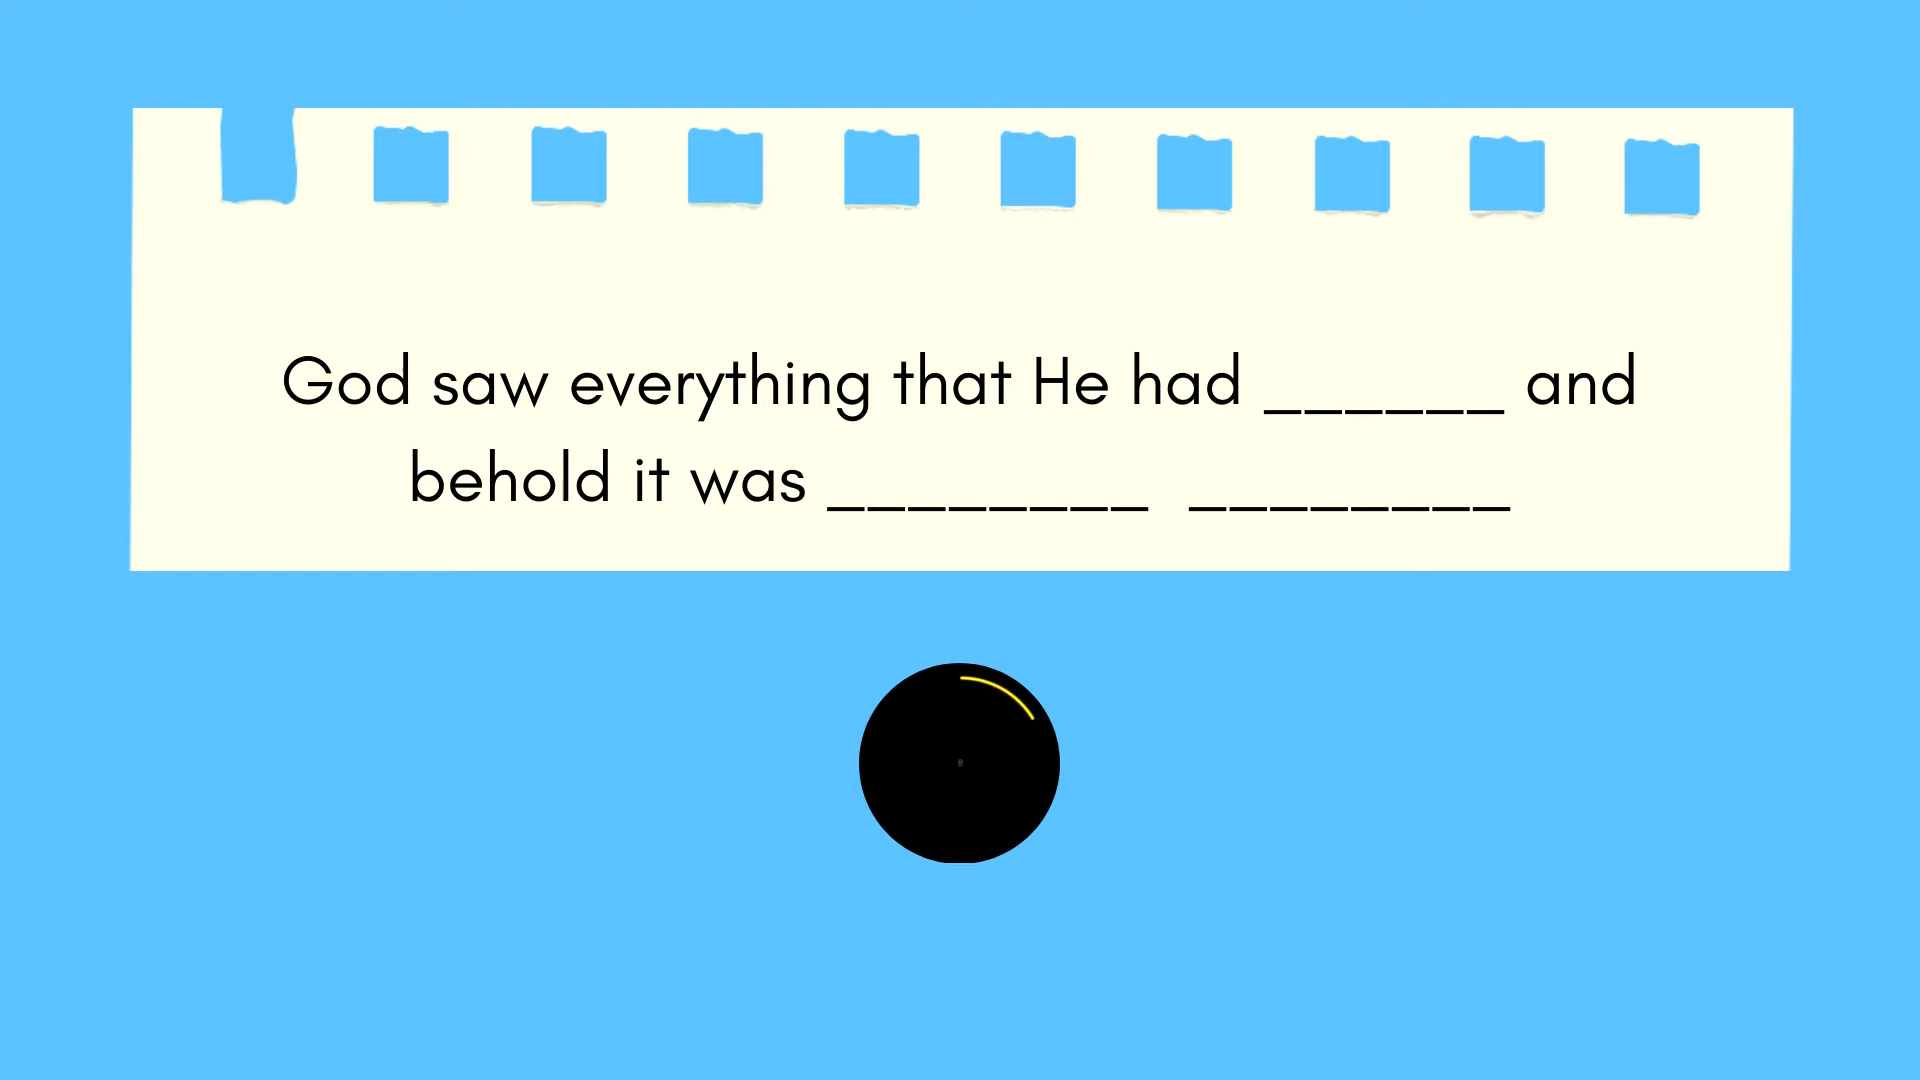 God saw everything that He had ______ and
behold it was ________ ________